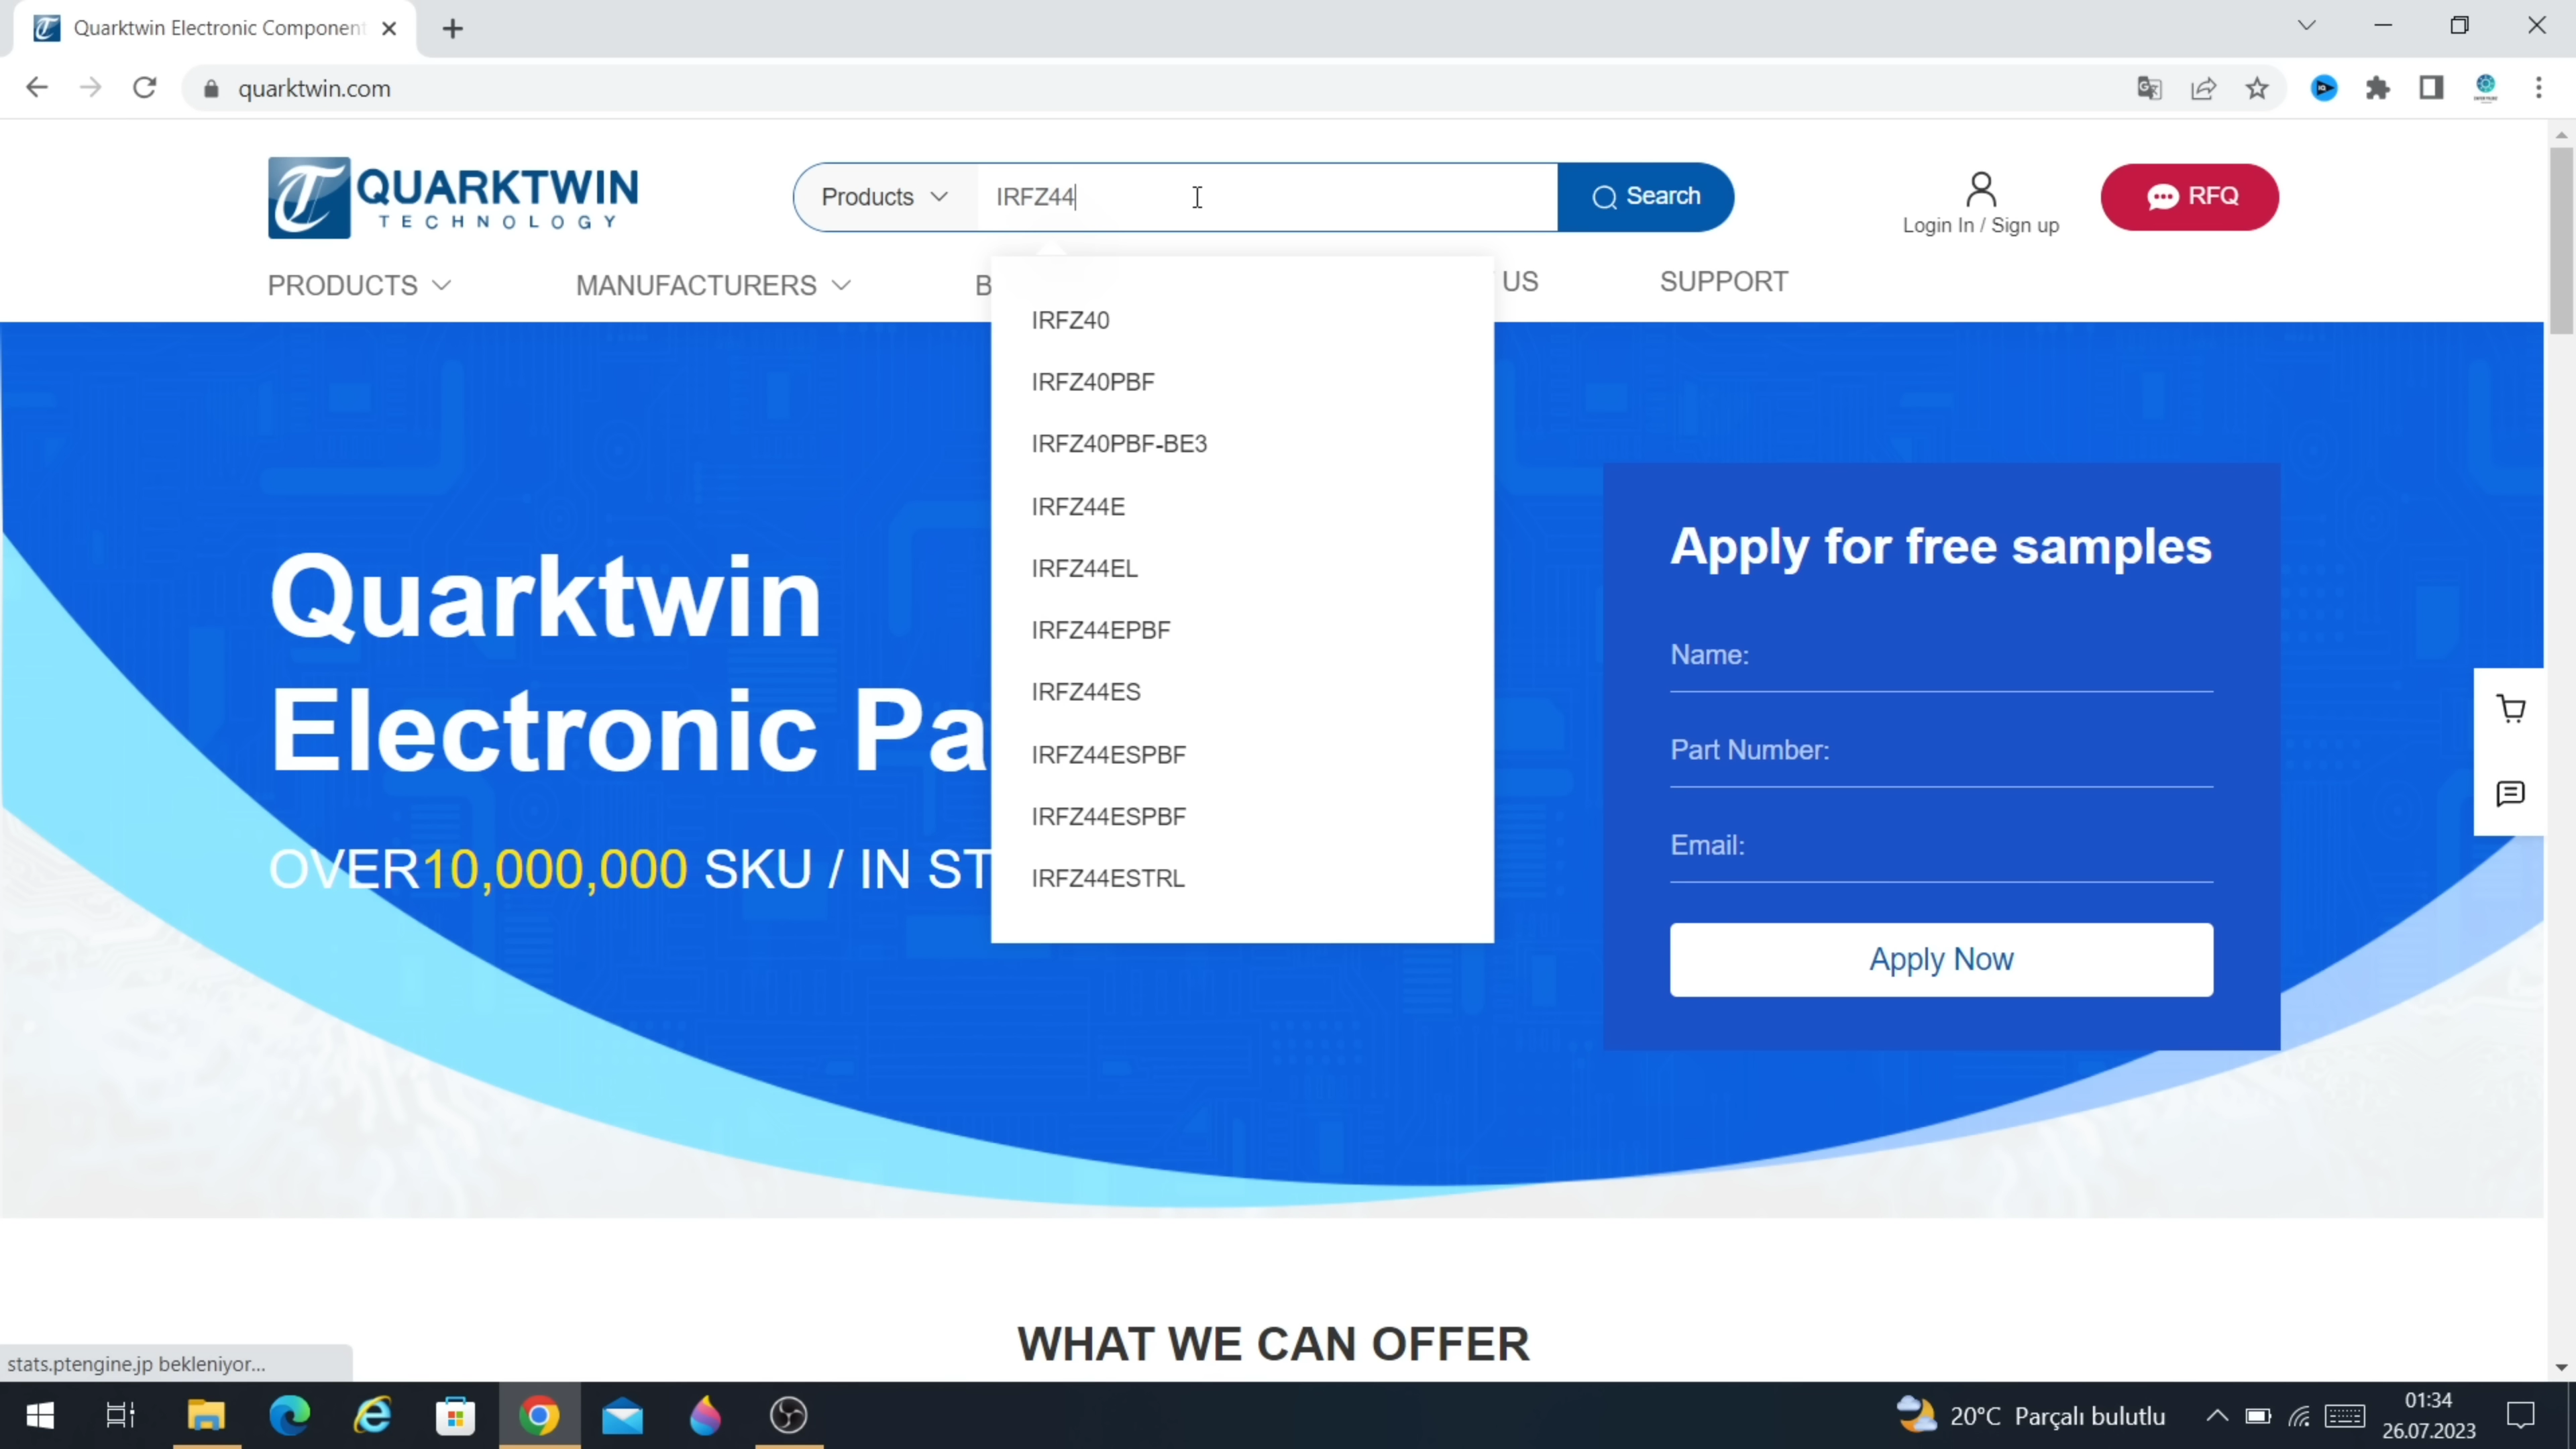 Quarktwin Electronic Component
quarktwin.com
QUARKTWIN
TECHNOLOGY
Products
IRFZ44
Search
Login In / Sign up
RFQ
PRODUCTS
MANUFACTURERS
B
US
SUPPORT
IRFZ40
IRFZ40PBF
IRFZ40PBF-BE3
IRFZ44E
IRFZ44EL
IRFZ44EPBF
IRFZ44ES
IRFZ44ESPBF
IRFZ44ESPBF
IRFZ44ESTRL
Quarktwin
Electronic Pa
OVER10,000,000 SKU / IN ST
Apply for free samples
Name:
Part Number:
Email:
Apply Now
WHAT WE CAN OFFER
stats.ptengine.jp bekleniyor...
20°C Parçalı bulutlu
01:34
26.07.2023